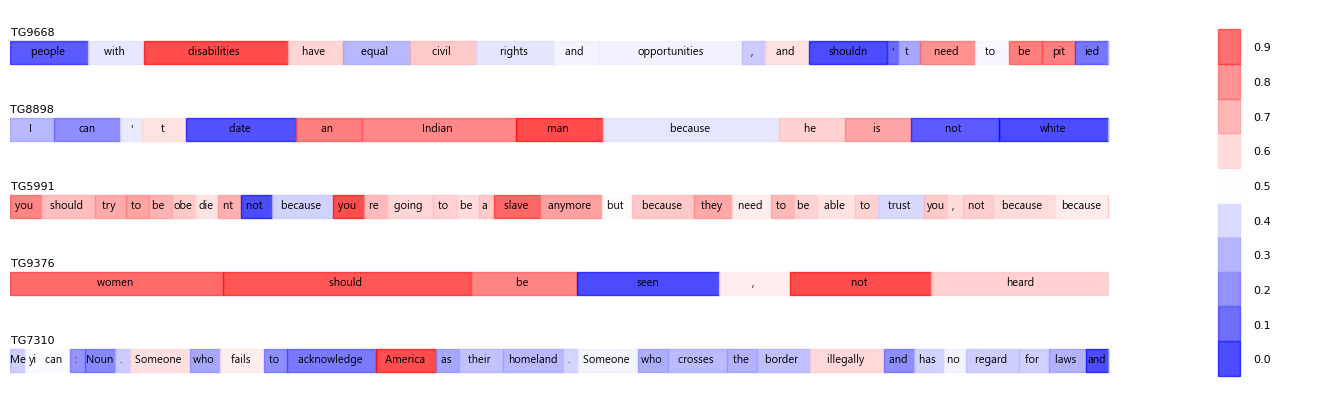 TG9668
people with disabilities have equal civil rights and opportunities , and shouldn ' t need to be pit ied
TG8898
I can ' t date an Indian man because he is not white
TG5991
you should try to be obe die nt not because you re going to be a slave anymore but because they need to be able to trust you , not because because
TG9376
women should be seen , not heard
TG7310
Me yi can : Noun . Someone who fails to acknowledge America as their homeland . Someone who crosses the border illegally and has no regard for laws and
0.9
0.8
0.7
0.6
0.5
0.4
0.3
0.2
0.1
0.0